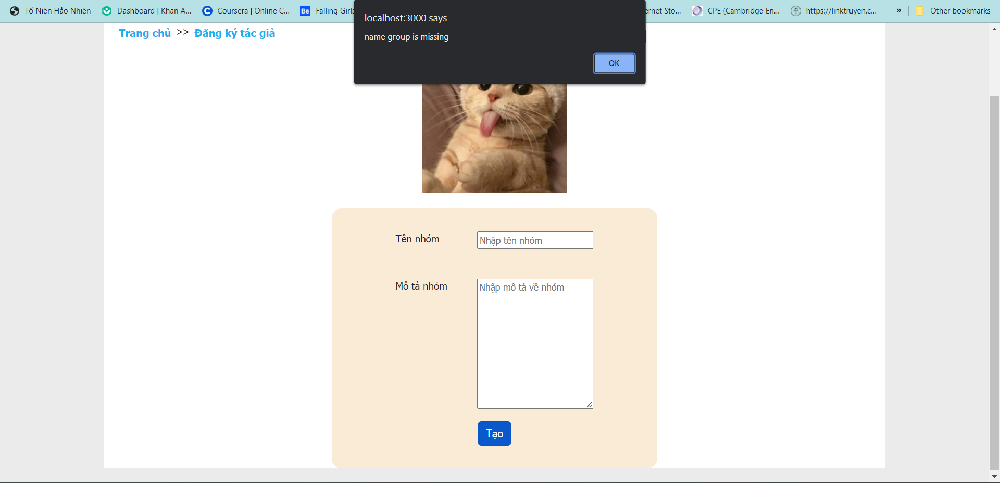 Tố Niên Hảo Nhiên
Dashboard | Khan A...
Coursera | Online C...
Bē
Falling Girls
ernet Sto...
CPE (Cambridge En...
https://linktruyen.c...
»
Other bookmarks
localhost:3000 says
name group is missing
OK
Trang chủ >> Đăng ký tác giả
Tên nhóm
Nhập tên nhóm
Mô tả nhóm
Nhập mô tả về nhóm
Tạo